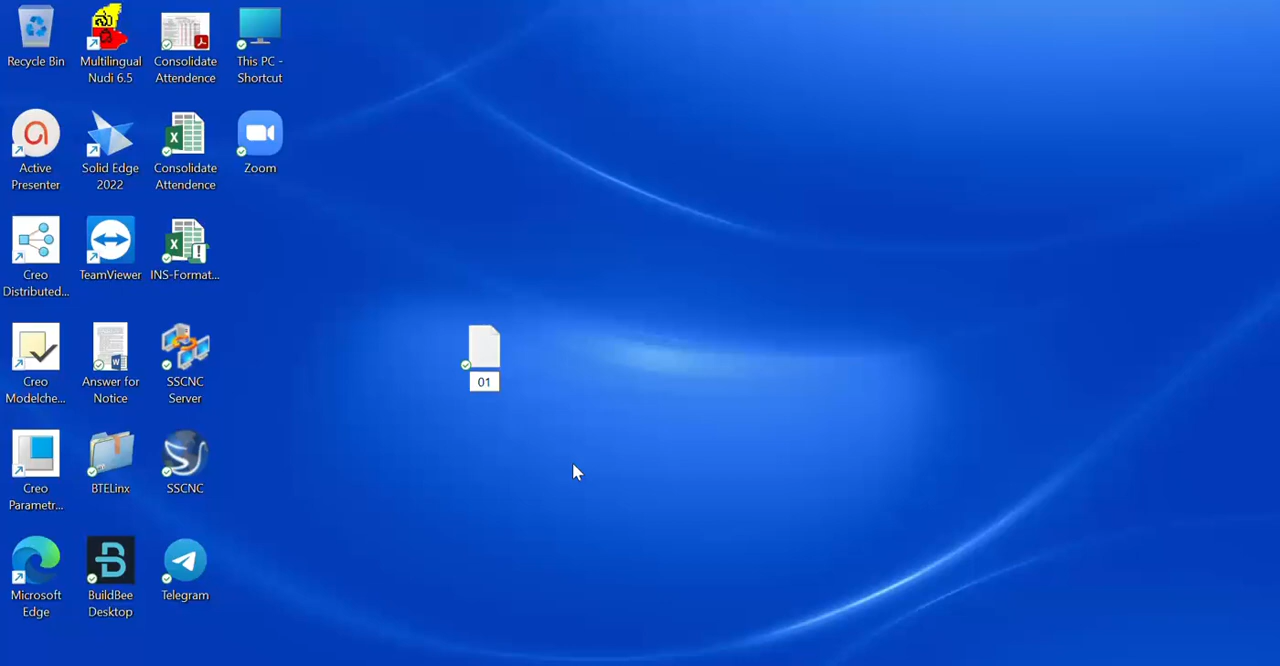 Recycle Bin
Multilingual
Nudi 6.5
Consolidate
Attendence
This PC -
Shortcut
Active
Presenter
Solid Edge
2022
Consolidate
Attendence
Zoom
Creo
Distributed...
TeamViewer
INS-Format...
01
Creo
Modelche...
Answer for
Notice
SSCNC
Server
Creo
Parametr...
BTELinx
SSCNC
Microsoft
Edge
BuildBee
Desktop
Telegram